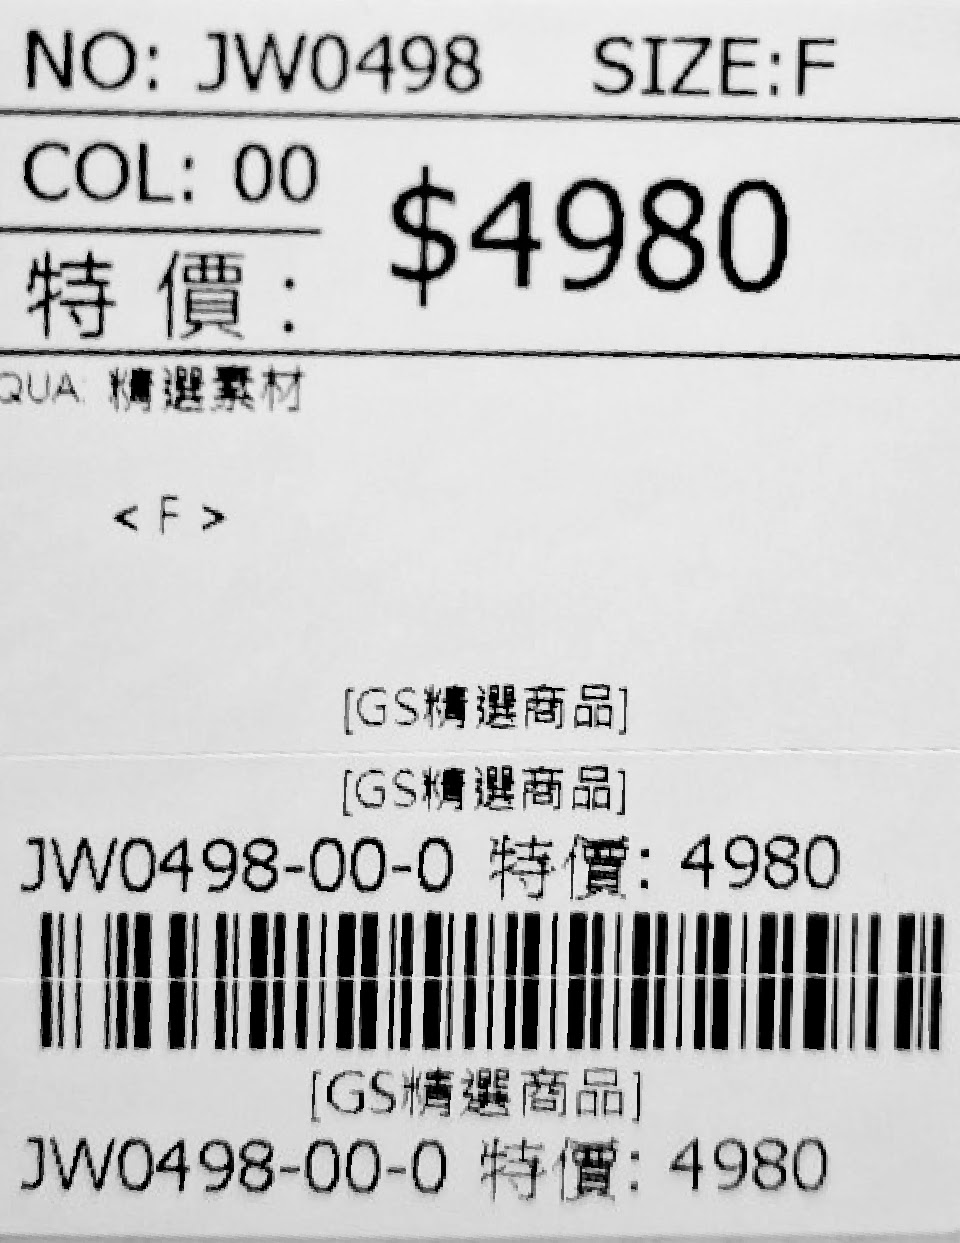 NO: JW0498 SIZE:F
COL: 00
$4980
特價:
QUA: 精選素材
< F >
[GS精選商品]
[GS精選商品]
JW0498-00-0 特價: 4980
[GS精選商品]
JW0498-00-0 特價: 4980